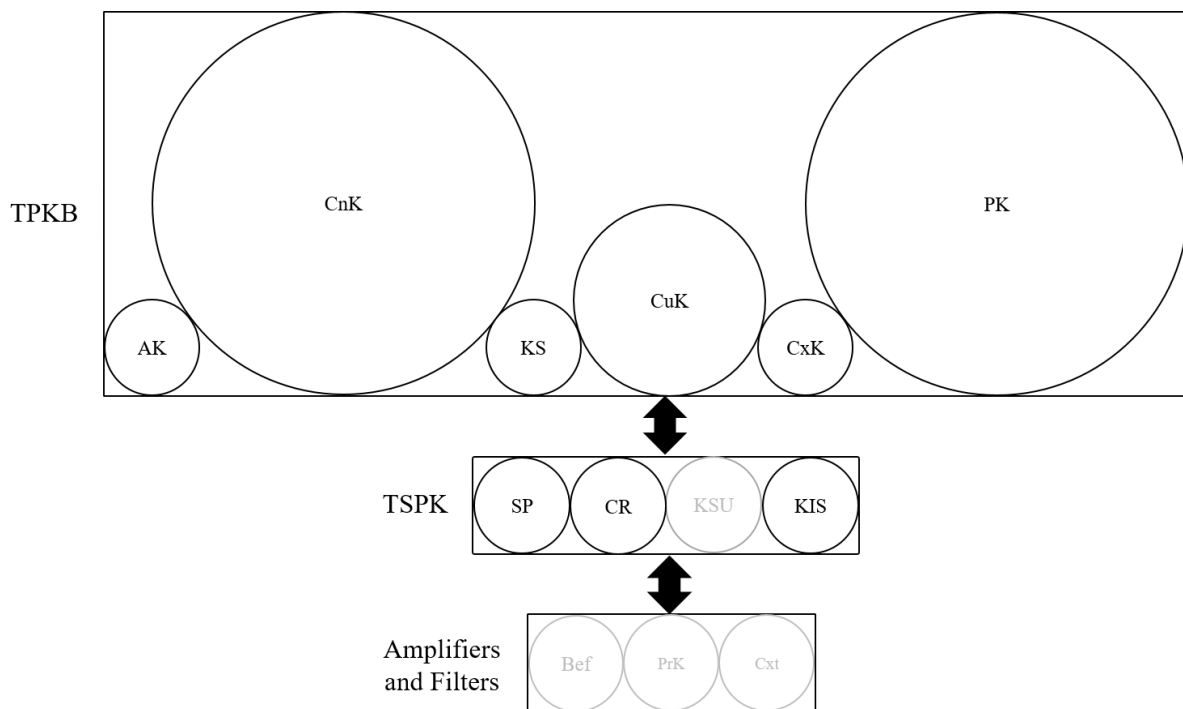 TPKB
CnK
PK
CuK
AK
KS
CxK
TSPK
SP
CR
KSU
KIS
Amplifiers
and Filters
Bef
PrK
Cxt